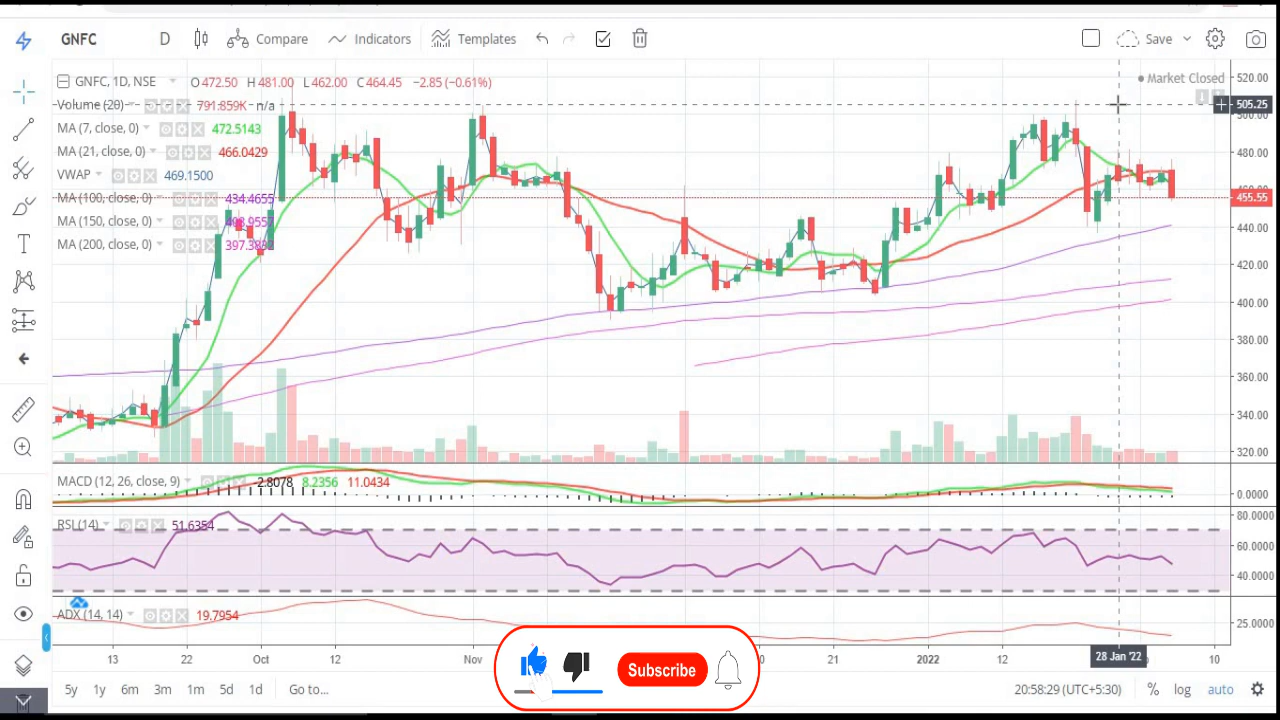 GNFC D Compare Indicators Templates Save
GNFC, 1D, NSE O472.50 H481.00 L462.00 C464.45 −2.85 (−0.61%)
Market Closed
Volume (20) 791.859K n/a
MA (7, close, 0) 472.5143
MA (21, close, 0) 466.0429
VWAP 469.1500
MA (100, close, 0) 434.4655
MA (150, close, 0)
MA (200, close, 0)
520.00
505.25
500.00
480.00
455.55
440.00
420.00
400.00
380.00
360.00
340.00
320.00
MACD (12, 26, close, 9) -2.8078 8.2356 11.0434
0.0000
RSI (14) 51.6354
80.0000
60.0000
40.0000
ADX (14, 14) 19.7954
25.0000
13 22 Oct 12 Nov 21 2022 12 28 Jan '22 10
5y 1y 6m 3m 1m 5d 1d Go to...
Subscribe
20:58:29 (UTC+5:30) % log auto